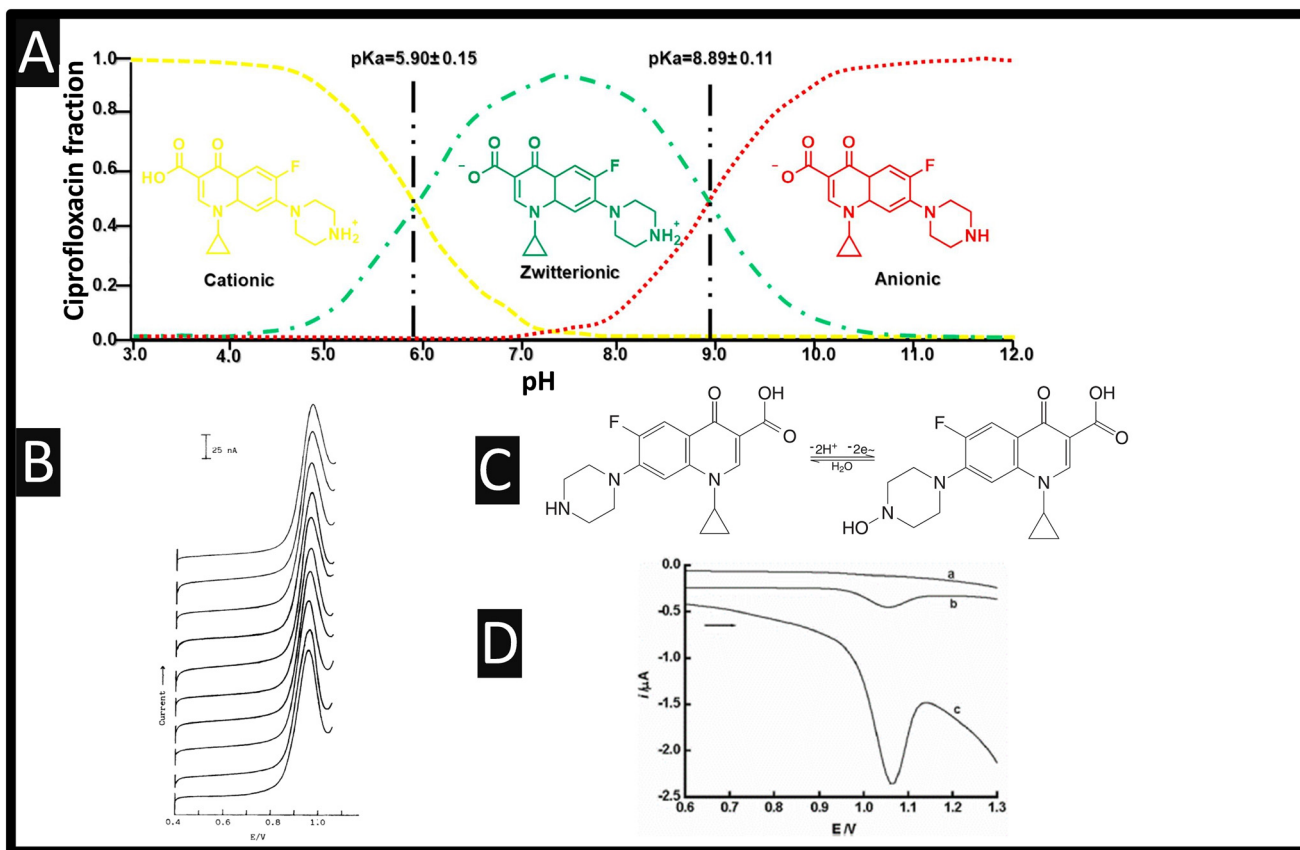 A
pKa=5.90±0.15
pKa=8.89±0.11
Ciprofloxacin fraction
1.0
0.8
0.6
0.4
0.2
0.0
O O
HO
F
N
N
NH2
+
Cationic
O O
-
O
F
N
N
NH2
+
Zwitterionic
O O
-
O
F
N
N
NH
Anionic
3.0 4.0 5.0 6.0 7.0 8.0 9.0 10.0 11.0 12.0
pH
B
25 nA
Current →
0.4 0.6 0.8 1.0
E/V
C
O OH
F
O
N
N
HN
-2H+ -2e~
H2O
O OH
F
O
N
N
N
HO
D
0.0
-0.5
-1.0
-1.5
-2.0
-2.5
i/µA
a
b
c
0.6 0.7 0.8 0.9 1.0 1.1 1.2 1.3
E/V